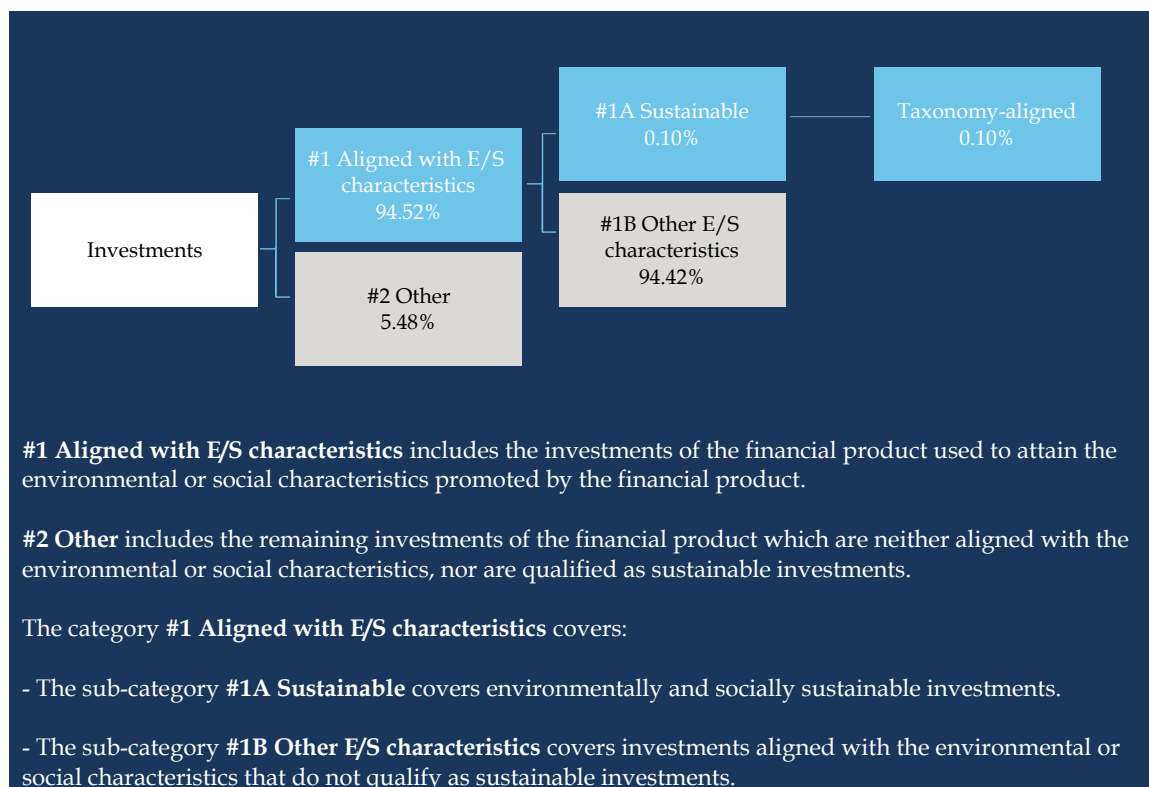 Investments
#1 Aligned with E/S
characteristics
94.52%
#2 Other
5.48%
#1A Sustainable
0.10%
#1B Other E/S
characteristics
94.42%
Taxonomy-aligned
0.10%
#1 Aligned with E/S characteristics includes the investments of the financial product used to attain the
environmental or social characteristics promoted by the financial product.
#2 Other includes the remaining investments of the financial product which are neither aligned with the
environmental or social characteristics, nor are qualified as sustainable investments.
The category #1 Aligned with E/S characteristics covers:
- The sub-category #1A Sustainable covers environmentally and socially sustainable investments.
- The sub-category #1B Other E/S characteristics covers investments aligned with the environmental or
social characteristics that do not qualify as sustainable investments.